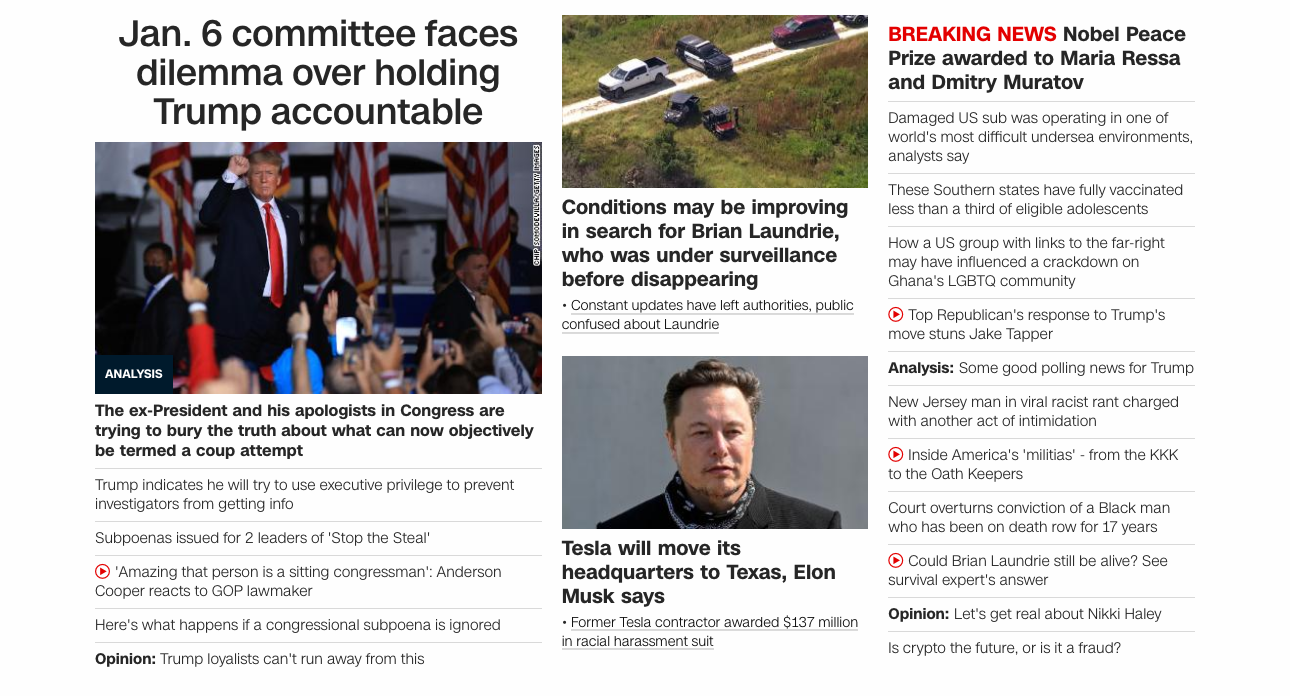 Jan. 6 committee faces
dilemma over holding
Trump accountable
CHIP SOMODEVILLA/GETTY IMAGES
ANALYSIS
The ex-President and his apologists in Congress are
trying to bury the truth about what can now objectively
be termed a coup attempt
Trump indicates he will try to use executive privilege to prevent
investigators from getting info
Subpoenas issued for 2 leaders of 'Stop the Steal'
'Amazing that person is a sitting congressman': Anderson
Cooper reacts to GOP lawmaker
Here's what happens if a congressional subpoena is ignored
Opinion: Trump loyalists can't run away from this
Conditions may be improving
in search for Brian Laundrie,
who was under surveillance
before disappearing
• Constant updates have left authorities, public
confused about Laundrie
Tesla will move its
headquarters to Texas, Elon
Musk says
• Former Tesla contractor awarded $137 million
in racial harassment suit
BREAKING NEWS Nobel Peace
Prize awarded to Maria Ressa
and Dmitry Muratov
Damaged US sub was operating in one of
world's most difficult undersea environments,
analysts say
These Southern states have fully vaccinated
less than a third of eligible adolescents
How a US group with links to the far-right
may have influenced a crackdown on
Ghana's LGBTQ community
Top Republican's response to Trump's
move stuns Jake Tapper
Analysis: Some good polling news for Trump
New Jersey man in viral racist rant charged
with another act of intimidation
Inside America's 'militias' - from the KKK
to the Oath Keepers
Court overturns conviction of a Black man
who has been on death row for 17 years
Could Brian Laundrie still be alive? See
survival expert's answer
Opinion: Let's get real about Nikki Haley
Is crypto the future, or is it a fraud?